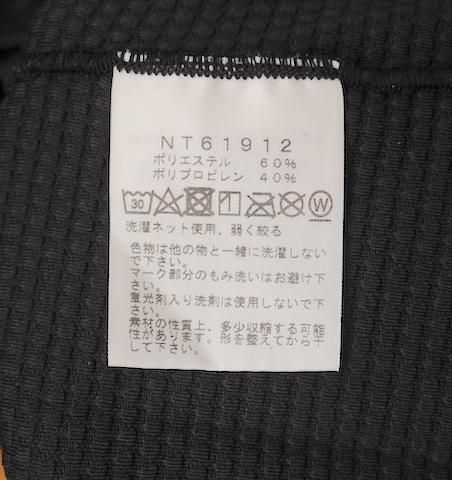 NT61912
ポリエステル 60%
ポリプロピレン 40%
30 W
洗濯ネット使用、弱く絞る
色物は他の物と一緒に洗濯しない
で下さい。
マーク部分のもみ洗いはお避け下
さい。
蛍光剤入り洗剤は使用しないで下
さい。
素材の性質上、多少収縮する可能
性があります。形を整えてから干
して下さい。